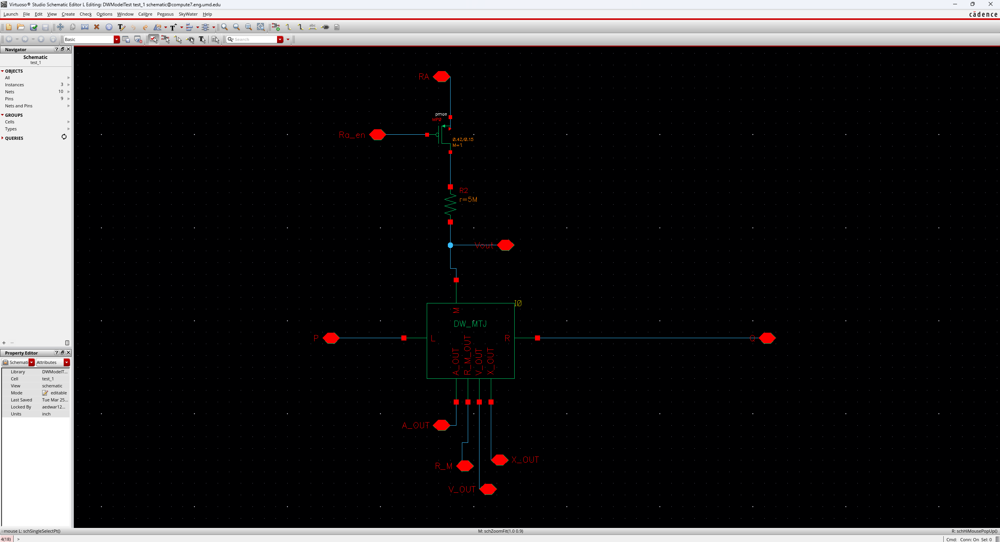 Virtuoso® Studio Schematic Editor L Editing: DWModelTest test_1 schematic@compute7.eng.umd.edu
Launch File Edit View Create Check Options Window Calibre Pegasus SkyWater Help
cādence
abc
Basic
Search
Navigator
Schematic
test_1
OBJECTS
All
Instances 3
Nets 10
Pins 9
Nets and Pins
GROUPS
Cells
Types
QUERIES
Property Editor
Schemati Attributes
Library DWModelT...
Cell test_1
View schematic
Mode editable
Last Saved Tue Mar 25...
Locked By aedwar12...
Units inch
RA
pmos
MP0
Ra_en
0.42/0.15
M=1
R2
r=5M
Vout
I0
M
DW_MTJ
P
L
R
Q
A_OUT
R_M_OUT
V_OUT
X_OUT
A_OUT
X_OUT
R_M
V_OUT
mouse L: schSingleSelectPt() M: schZoomFit(1.0 0.9) R: schHiMousePopUp()
4(18) > Cmd: Conn: On Sel: 0